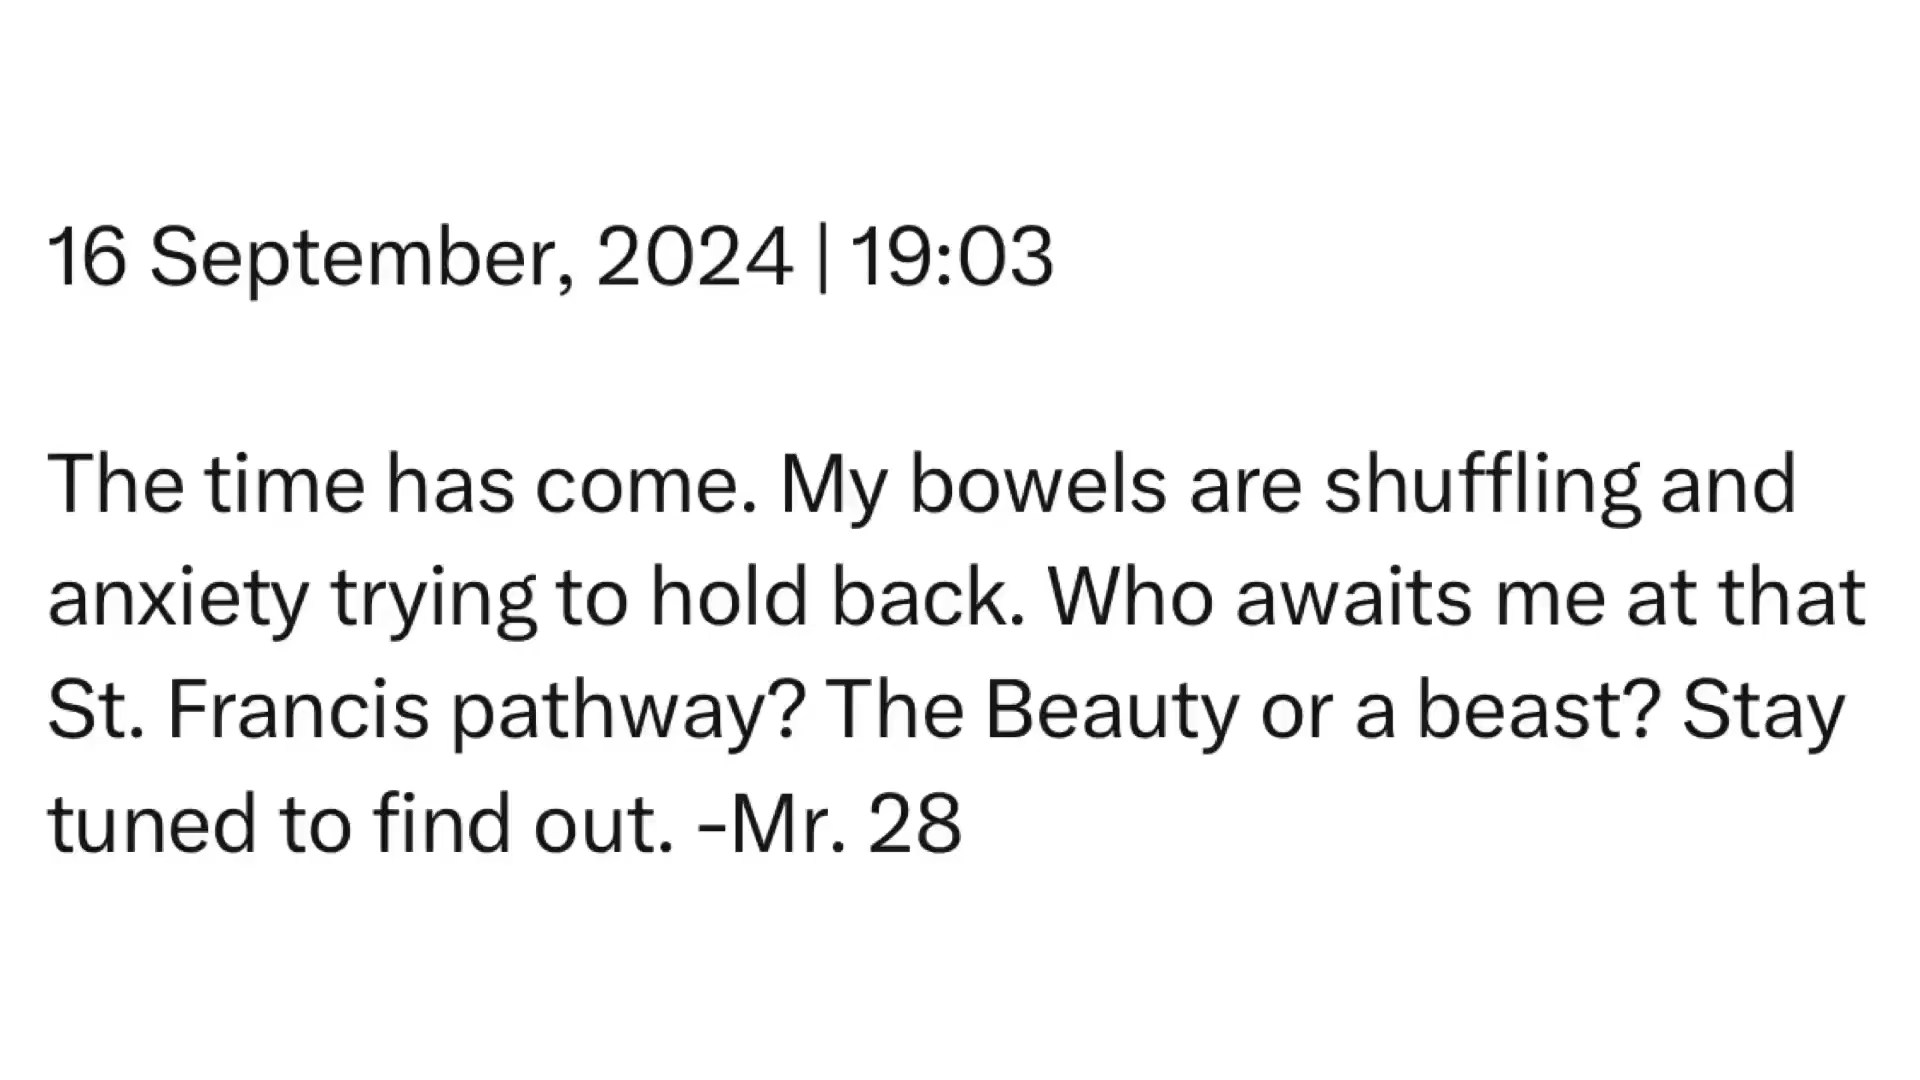 16 September, 2024 | 19:03
The time has come. My bowels are shuffling and
anxiety trying to hold back. Who awaits me at that
St. Francis pathway? The Beauty or a beast? Stay
tuned to find out. -Mr. 28